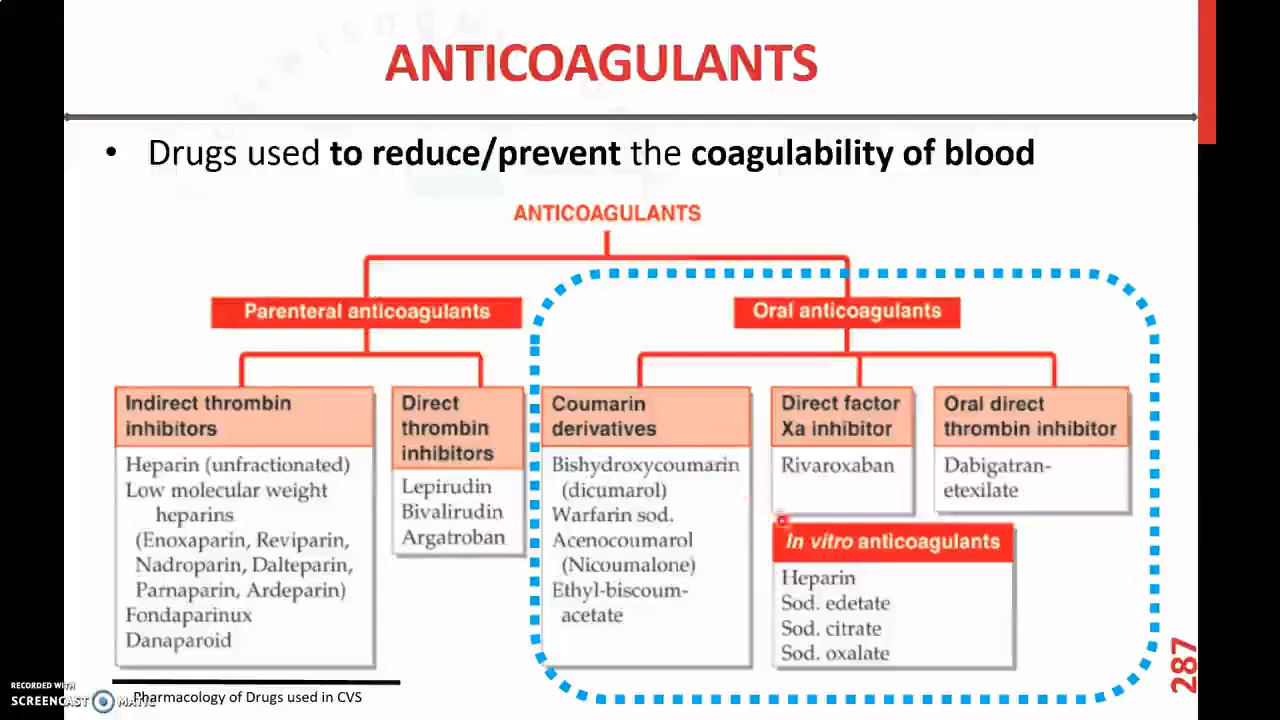 ANTICOAGULANTS
• Drugs used to reduce/prevent the coagulability of blood
ANTICOAGULANTS
Parenteral anticoagulants
Oral anticoagulants
Indirect thrombin
inhibitors
Heparin (unfractionated)
Low molecular weight
heparins
(Enoxaparin, Reviparin,
Nadroparin, Dalteparin,
Parnaparin, Ardeparin)
Fondaparinux
Danaparoid
Direct
thrombin
inhibitors
Lepirudin
Bivalirudin
Argatroban
Coumarin
derivatives
Bishydroxycoumarin
(dicumarol)
Warfarin sod.
Acenocoumarol
(Nicoumalone)
Ethyl-biscoum-
acetate
Direct factor
Xa inhibitor
Rivaroxaban
Oral direct
thrombin inhibitor
Dabigatran-
etexilate
In vitro anticoagulants
Heparin
Sod. edetate
Sod. citrate
Sod. oxalate
287
Pharmacology of Drugs used in CVS
RECORDED WITH
SCREENCAST MATIC